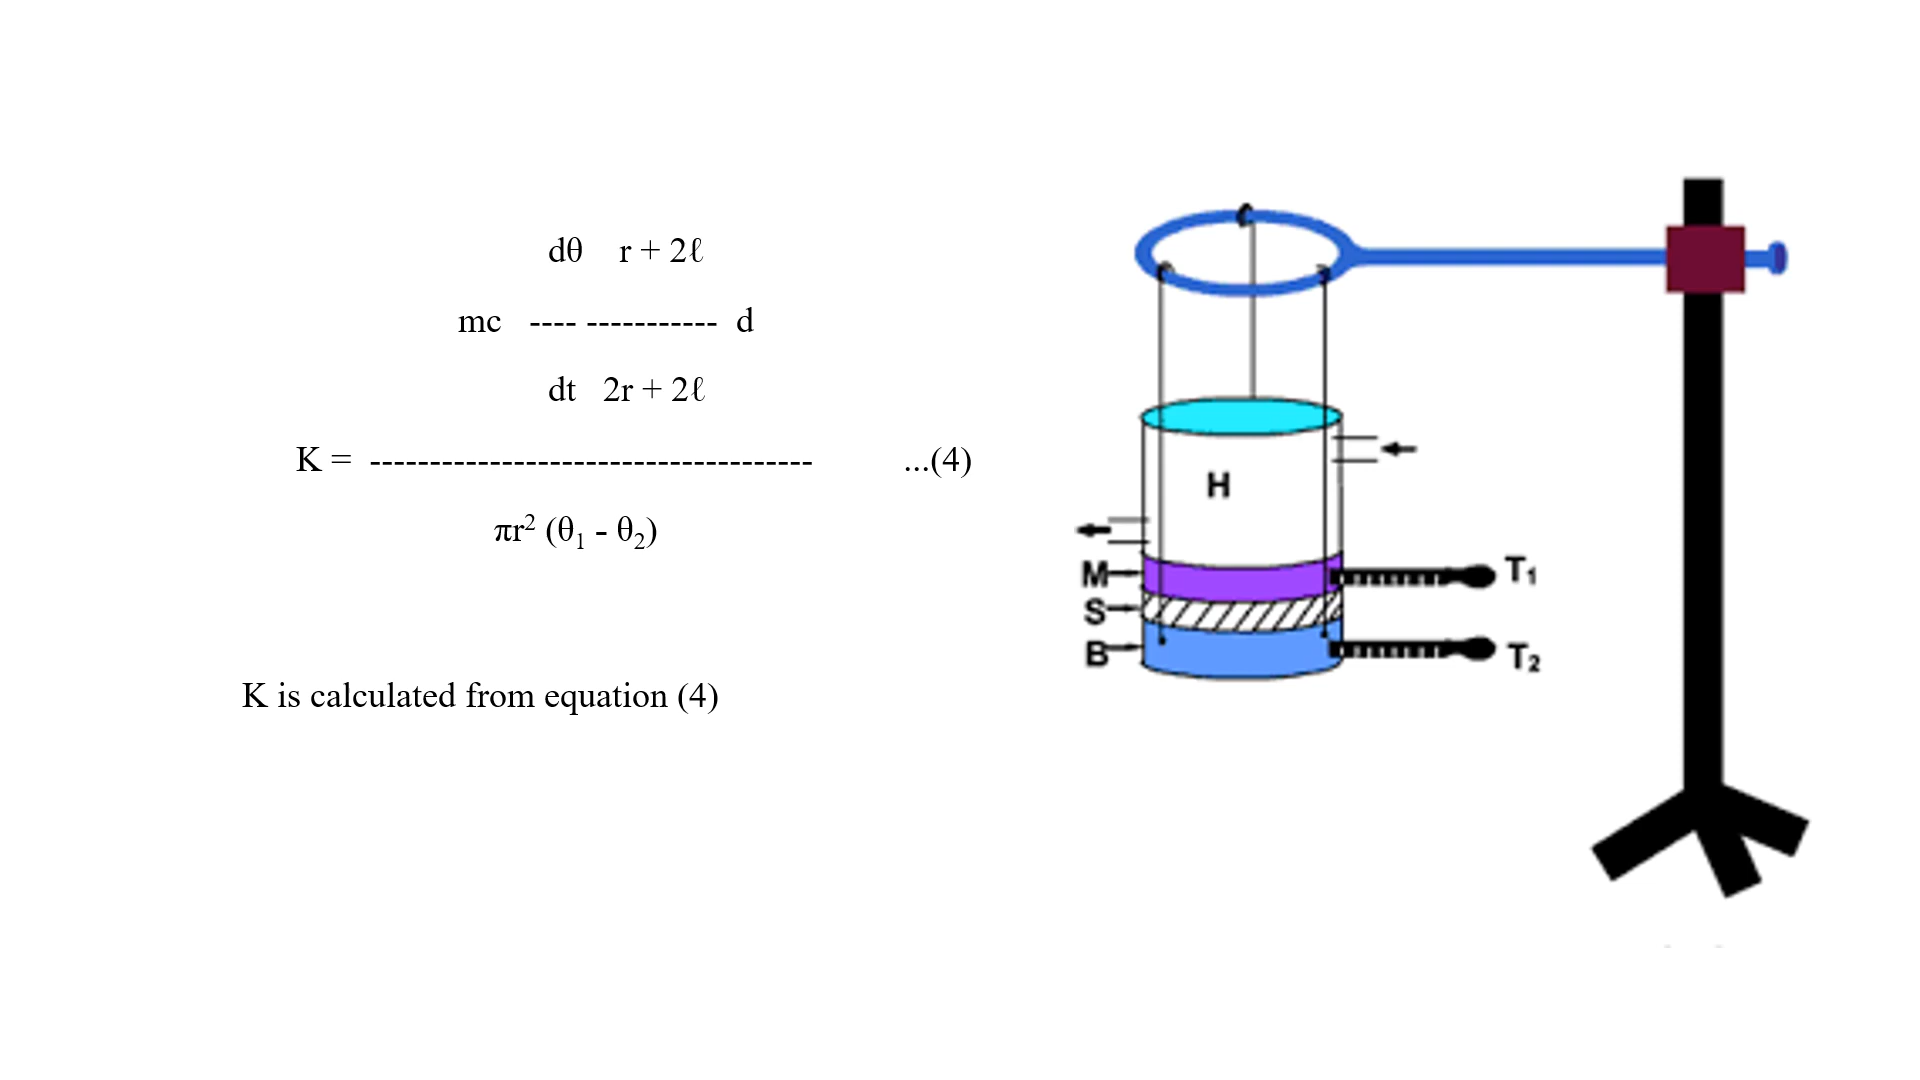 dθ r + 2ℓ
mc ---- ----------- d
dt 2r + 2ℓ
K = ------------------------------------- ...(4)
πr² (θ₁ - θ₂)
K is calculated from equation (4)
H
M
S
B
T₁
T₂